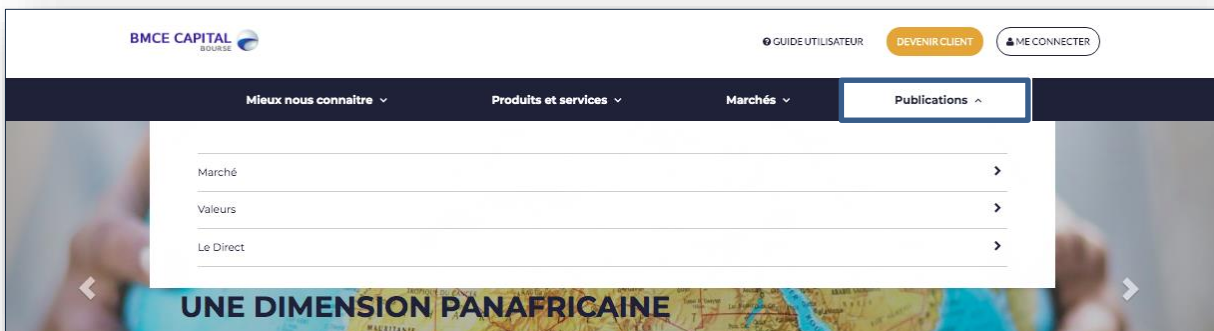 BMCE CAPITAL
BOURSE
GUIDE UTILISATEUR
DEVENIR CLIENT
ME CONNECTER
Mieux nous connaitre
Produits et services
Marchés
Publications
Marché
Valeurs
Le Direct
UNE DIMENSION PANAFRICAINE
MAURITANIE